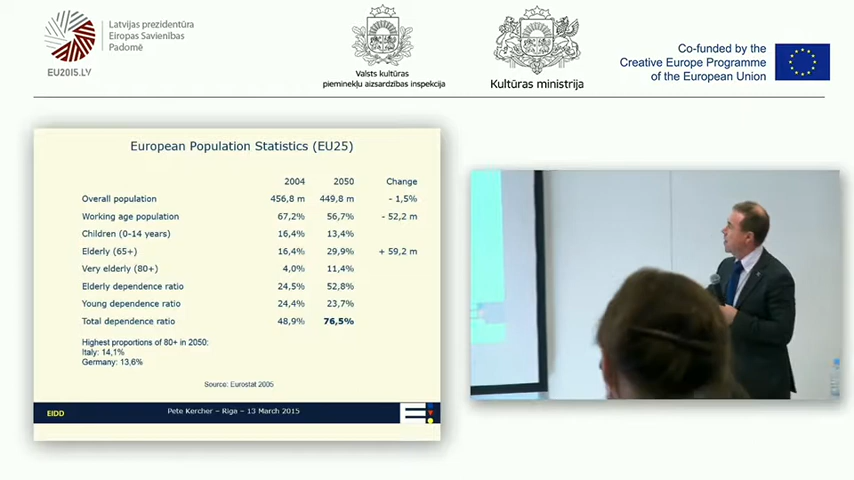 Latvijas prezidentūra
Eiropas Savienības
Padomē
EU2015.LV
Valsts kultūras
pieminekļu aizsardzības inspekcija
Kultūras ministrija
Co-funded by the
Creative Europe Programme
of the European Union
European Population Statistics (EU25)
2004 2050 Change
Overall population 456,8 m 449,8 m - 1,5%
Working age population 67,2% 56,7% - 52,2 m
Children (0-14 years) 16,4% 13,4%
Elderly (65+) 16,4% 29,9% + 59,2 m
Very elderly (80+) 4,0% 11,4%
Elderly dependence ratio 24,5% 52,8%
Young dependence ratio 24,4% 23,7%
Total dependence ratio 48,9% 76,5%
Highest proportions of 80+ in 2050:
Italy: 14,1%
Germany: 13,6%
Source: Eurostat 2005
EIDD Pete Kercher – Riga – 13 March 2015